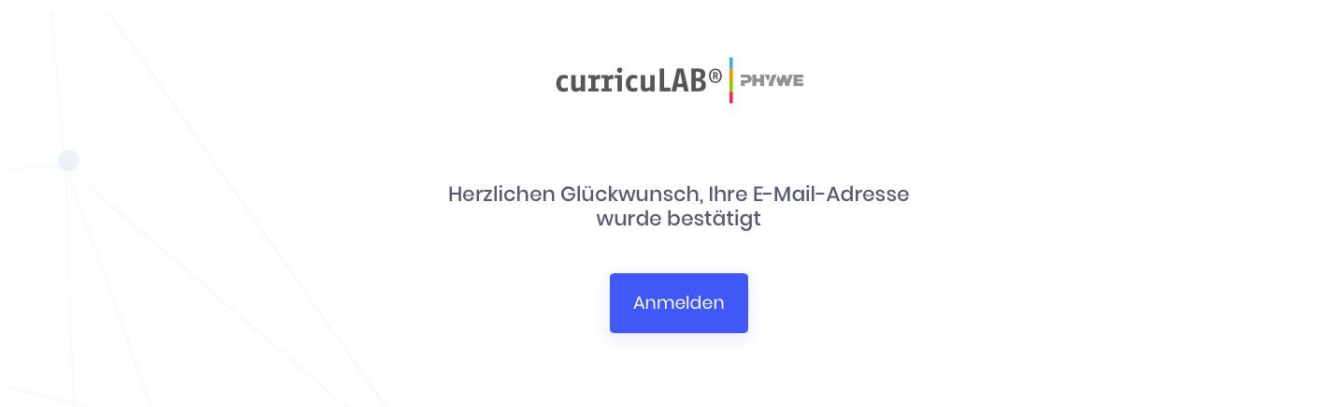 curricuLAB® PHYWE
Herzlichen Glückwunsch, Ihre E-Mail-Adresse
wurde bestätigt
Anmelden